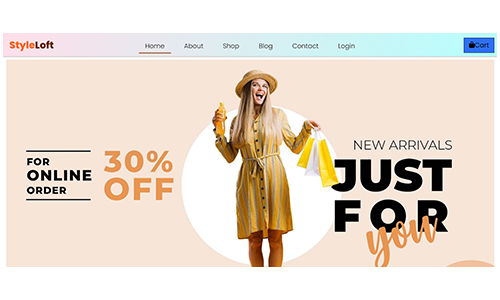 StyleLoft
Home About Shop Blog Contact Login
Cart
FOR
ONLINE
ORDER
30%
OFF
NEW ARRIVALS
JUST
FOR
you